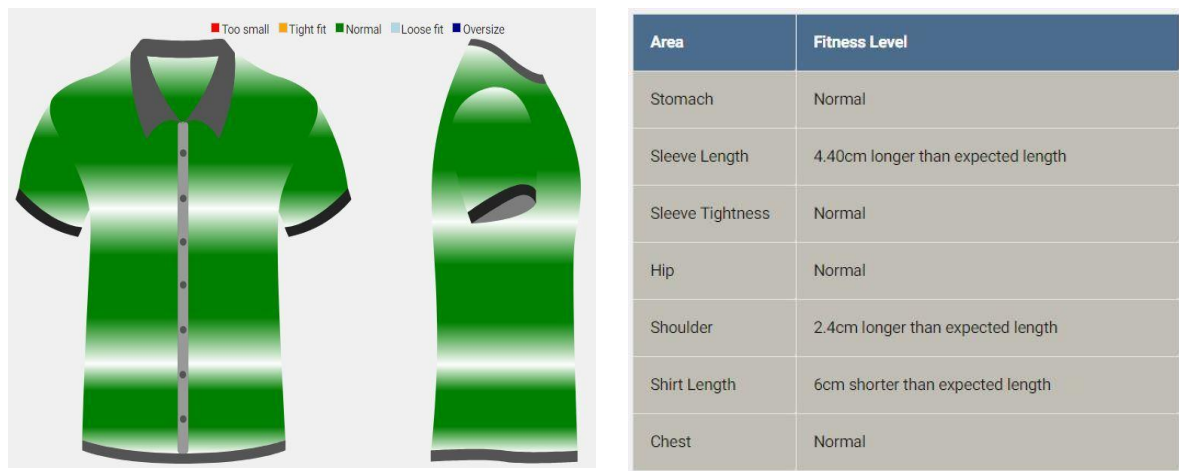 Too small Tight fit Normal Loose fit Oversize
Area Fitness Level
Stomach Normal
Sleeve Length 4.40cm longer than expected length
Sleeve Tightness Normal
Hip Normal
Shoulder 2.4cm longer than expected length
Shirt Length 6cm shorter than expected length
Chest Normal